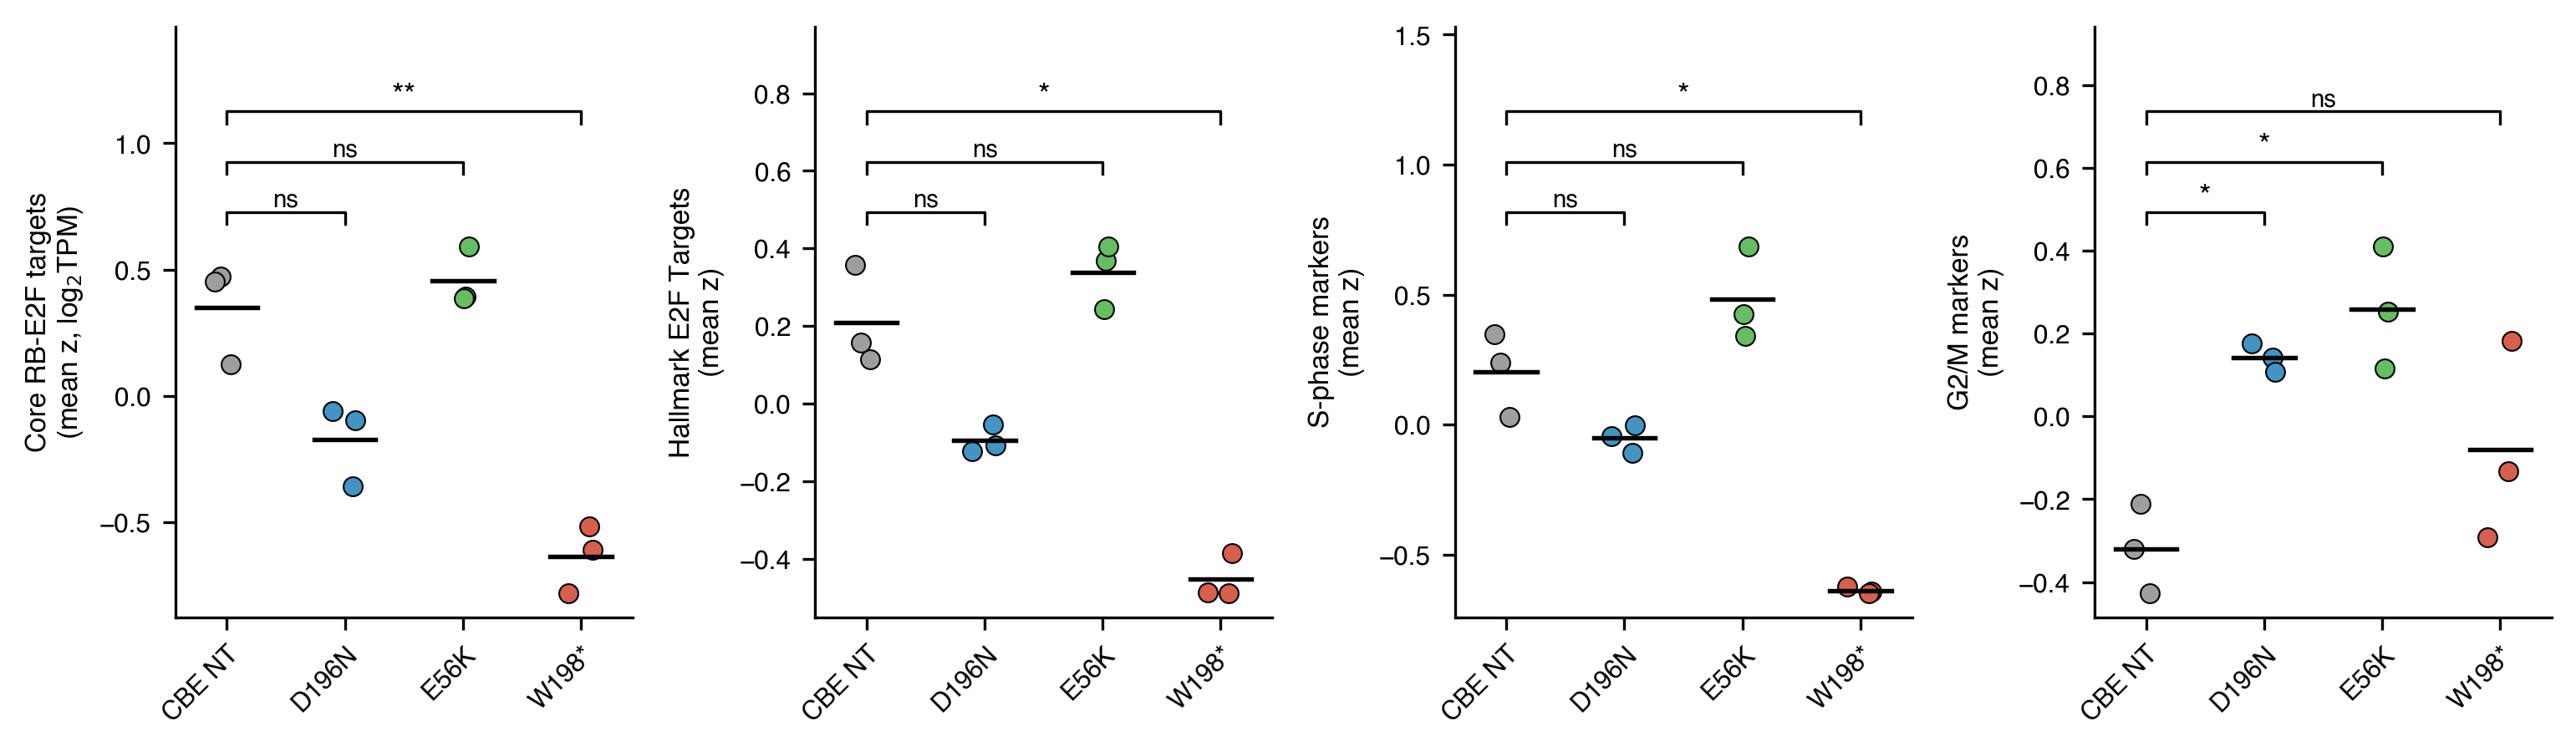 Core RB-E2F targets
(mean z, log₂TPM)
1.0
0.5
0.0
−0.5
**
ns
ns
CBE NT
D196N
E56K
W198*
Hallmark E2F Targets
(mean z)
0.8
0.6
0.4
0.2
0.0
−0.2
−0.4
*
ns
ns
CBE NT
D196N
E56K
W198*
S-phase markers
(mean z)
1.5
1.0
0.5
0.0
−0.5
*
ns
ns
CBE NT
D196N
E56K
W198*
G2/M markers
(mean z)
0.8
0.6
0.4
0.2
0.0
−0.2
−0.4
ns
*
*
CBE NT
D196N
E56K
W198*